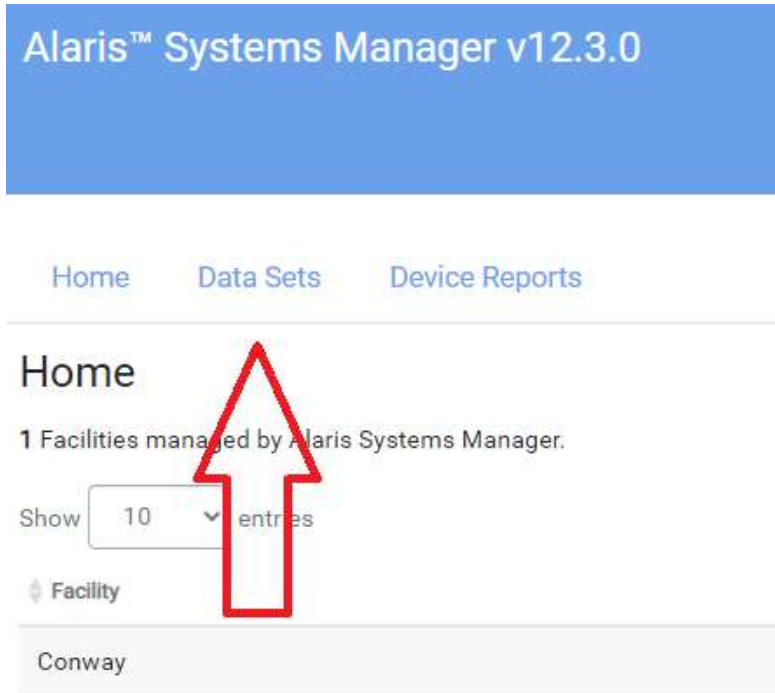 Alaris™ Systems Manager v12.3.0
Home Data Sets Device Reports
Home
1 Facilities managed by Alaris Systems Manager.
Show 10 entries
Facility
Conway